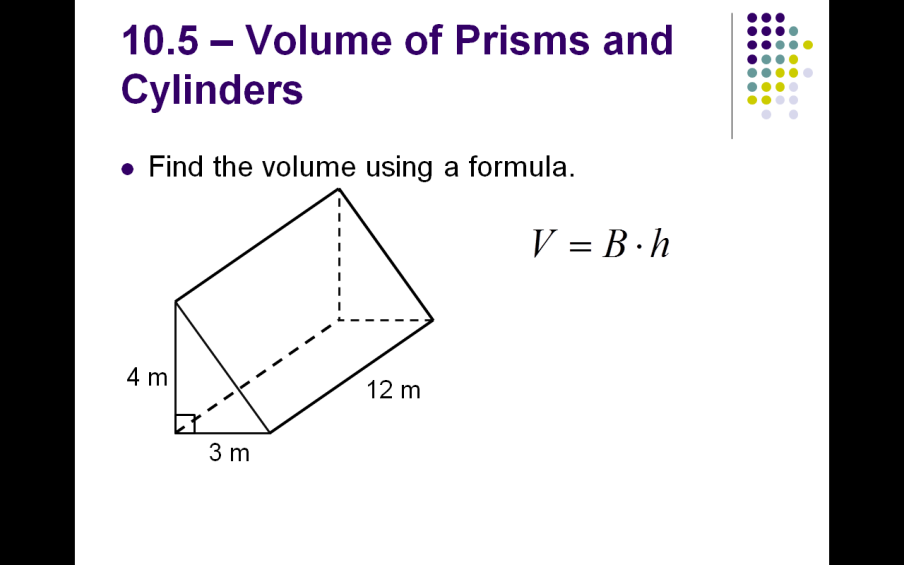 10.5 – Volume of Prisms and
Cylinders
• Find the volume using a formula.
V = B · h
4 m
12 m
3 m